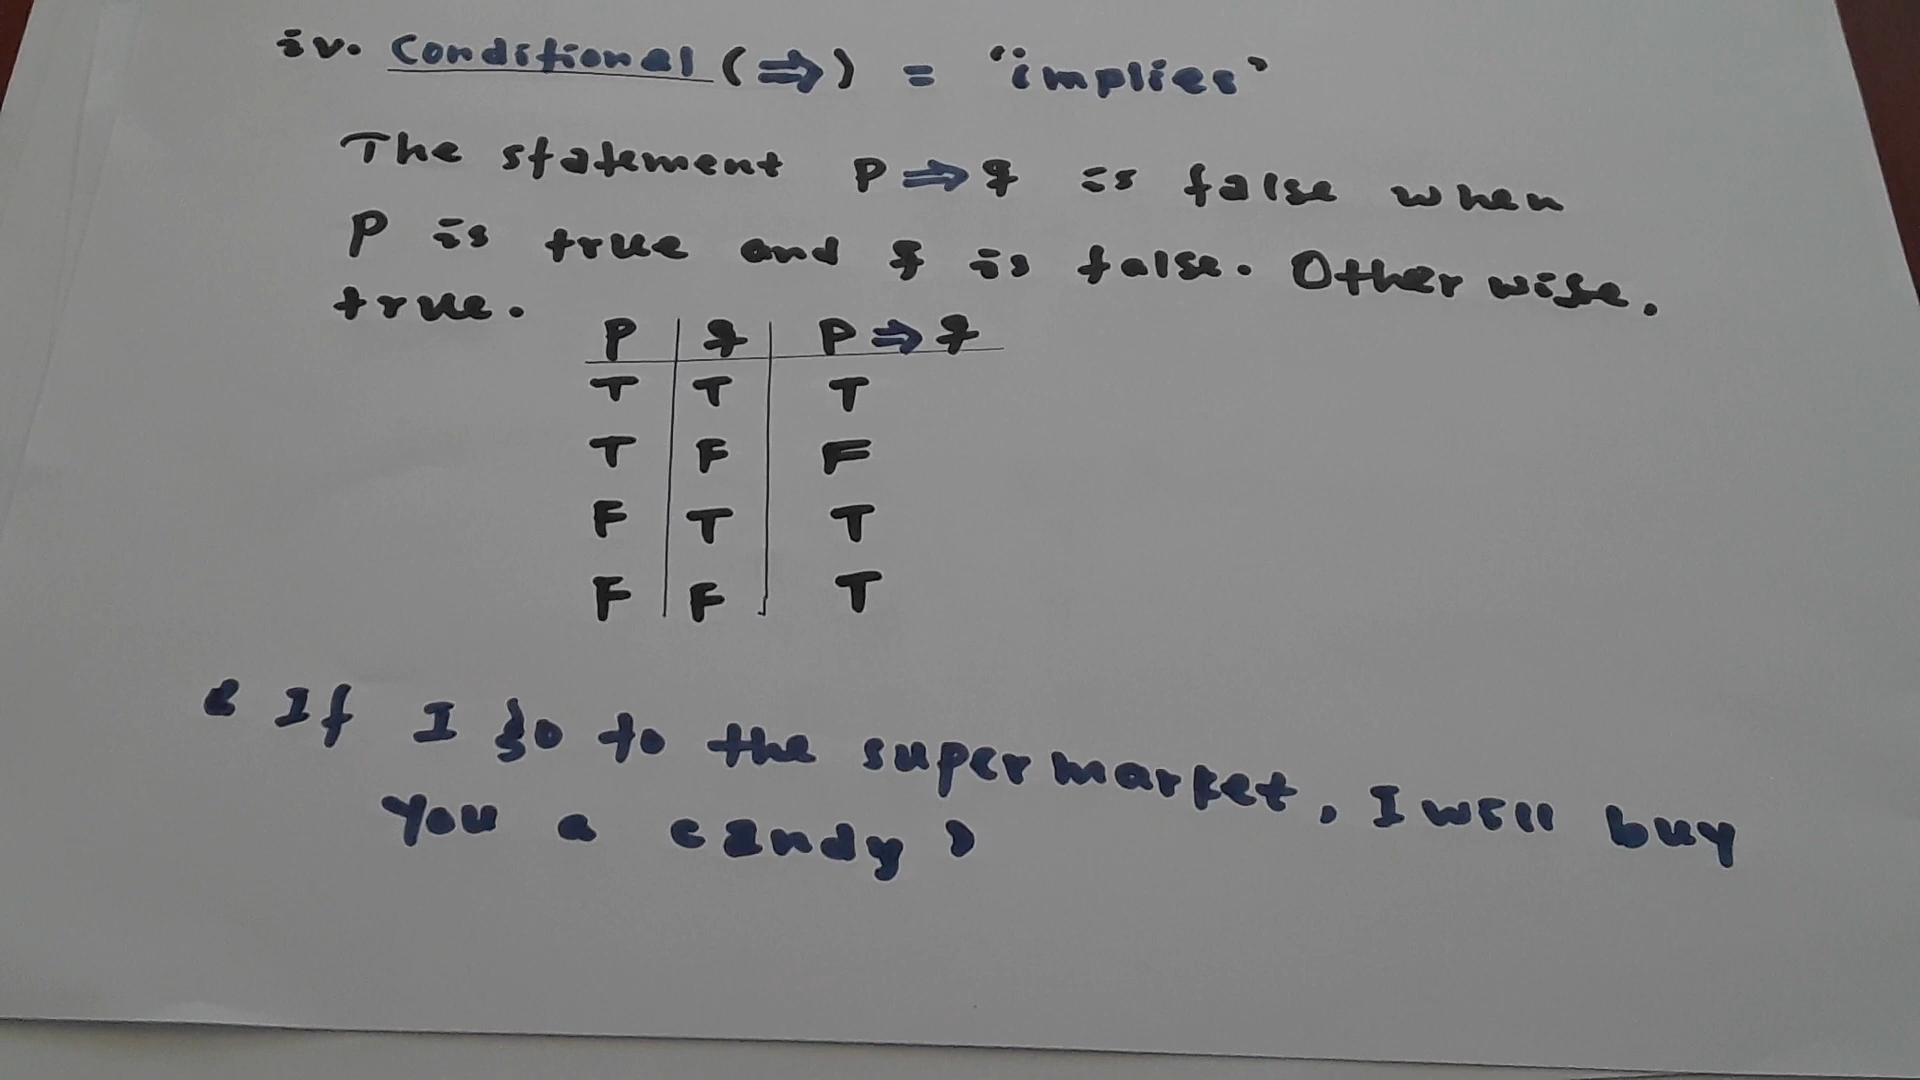 iv. Conditional (⇒) = "implies"
The statement P ⇒ q is false when
P is true and q is false. Otherwise,
true.
P | q | P ⇒ q
T | T | T
T | F | F
F | T | T
F | F | T
‘ If I go to the supermarket, I will buy
you a candy ’